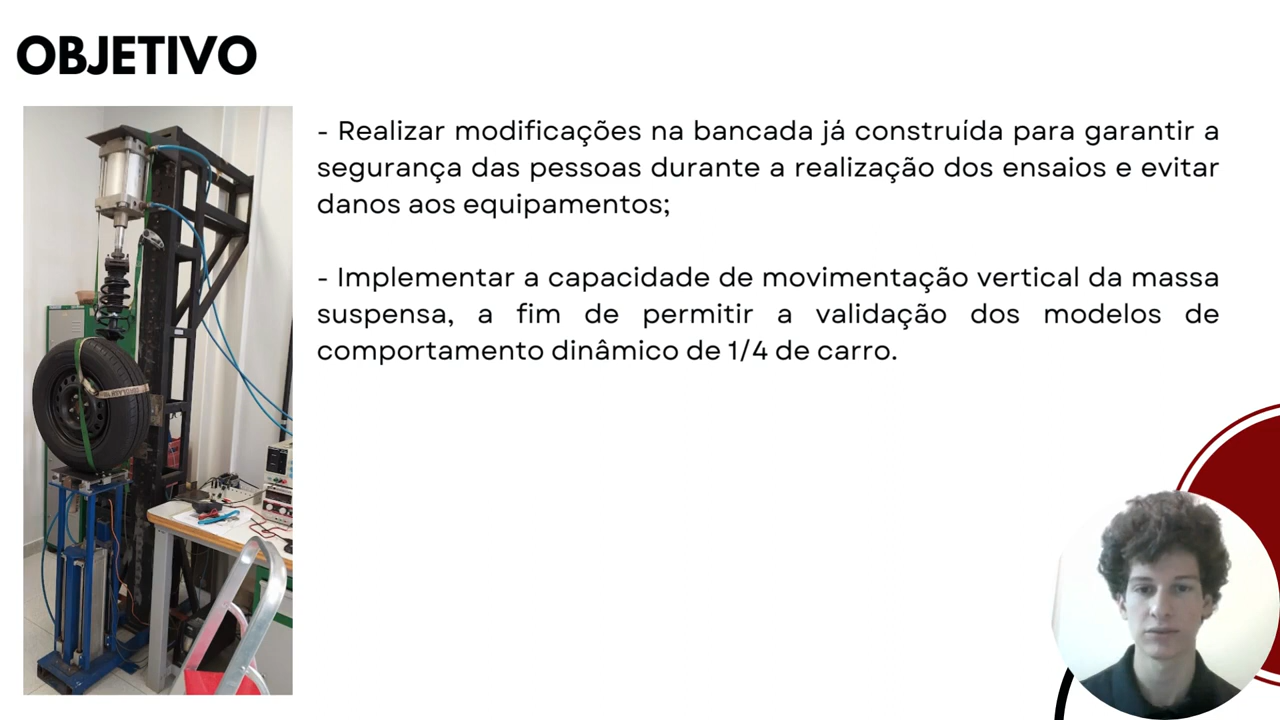 OBJETIVO
- Realizar modificações na bancada já construída para garantir a
segurança das pessoas durante a realização dos ensaios e evitar
danos aos equipamentos;
- Implementar a capacidade de movimentação vertical da massa
suspensa, a fim de permitir a validação dos modelos de
comportamento dinâmico de 1/4 de carro.